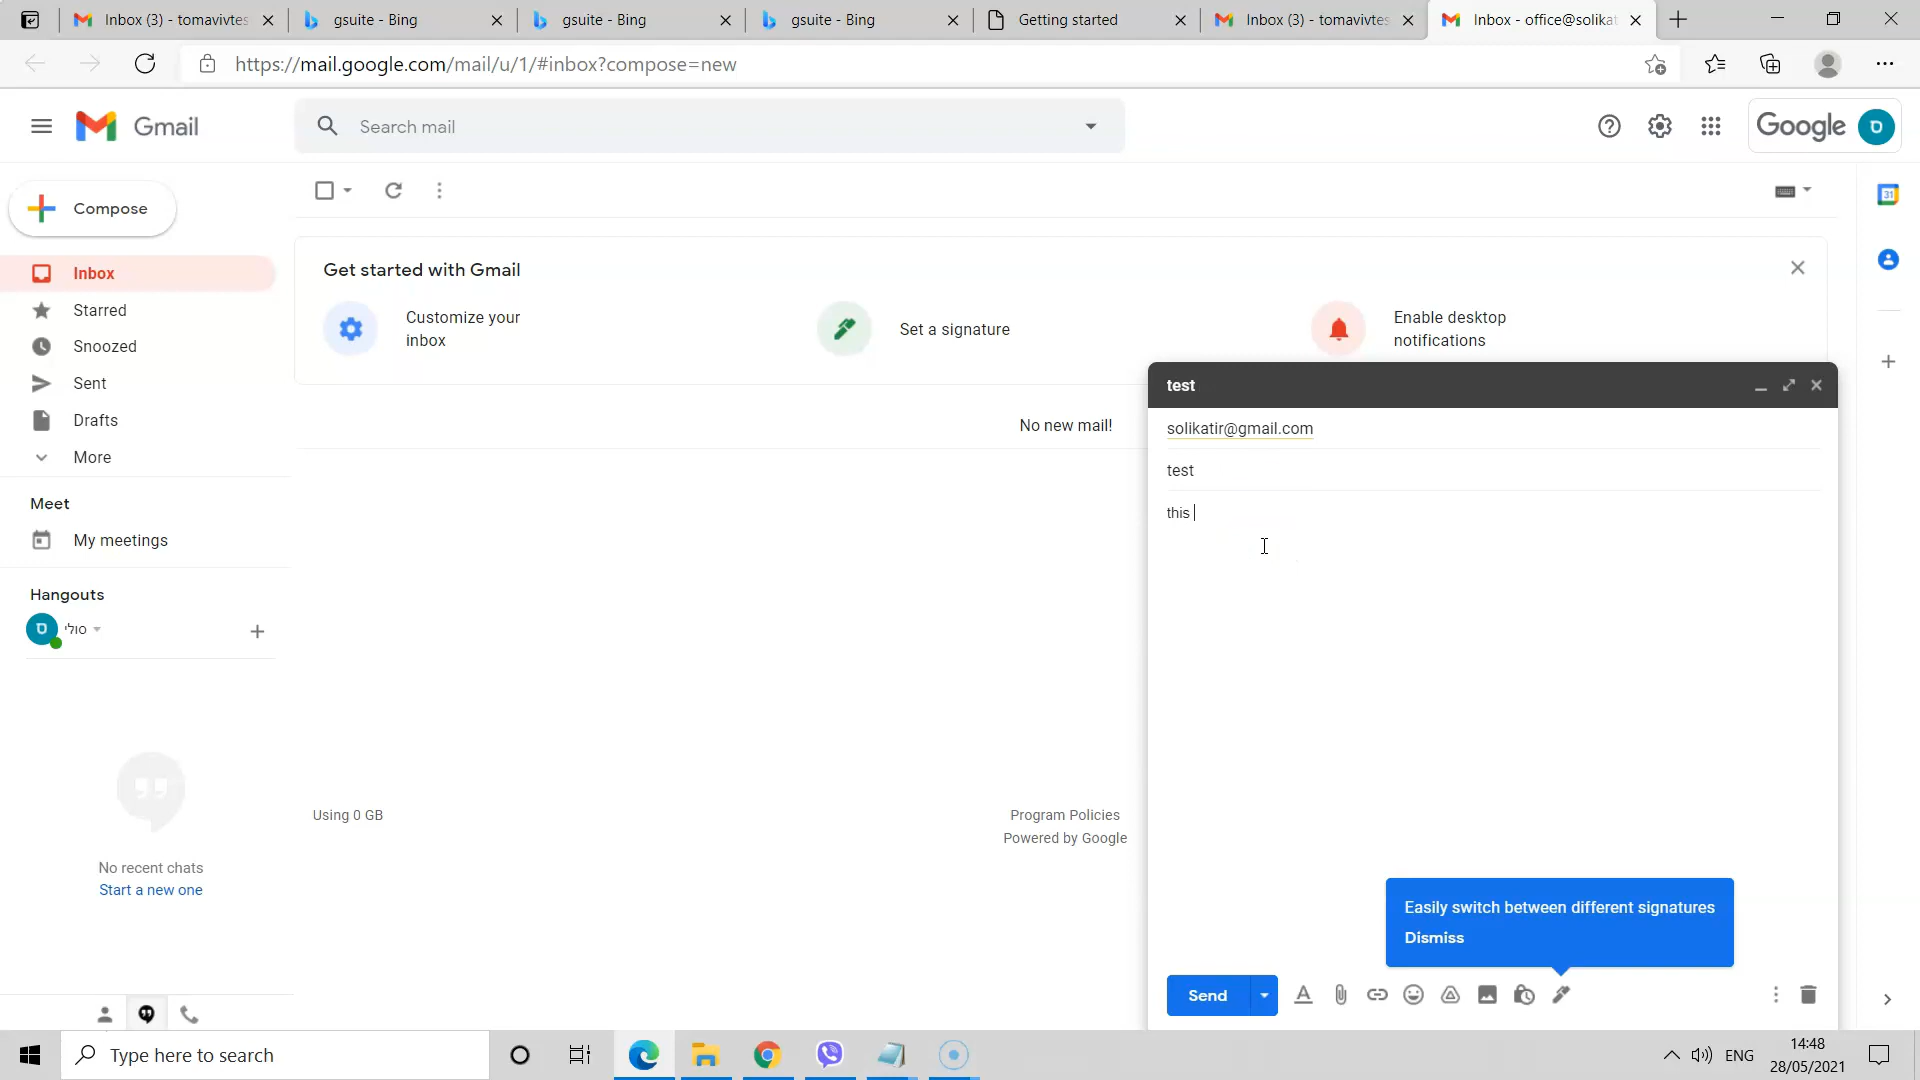 Inbox (3) - tomavivtes
gsuite - Bing
gsuite - Bing
gsuite - Bing
Getting started
Inbox (3) - tomavivtes
Inbox - office@solikat
https://mail.google.com/mail/u/1/#inbox?compose=new
Gmail
Search mail
Google
ס
Compose
Inbox
Starred
Snoozed
Sent
Drafts
More
Meet
My meetings
Hangouts
ס
סולי
No recent chats
Start a new one
31
Get started with Gmail
Customize your
inbox
Set a signature
Enable desktop
notifications
No new mail!
Using 0 GB
Program Policies
Powered by Google
test
solikatir@gmail.com
test
this
Easily switch between different signatures
Dismiss
Send
Type here to search
ENG
14:48
28/05/2021